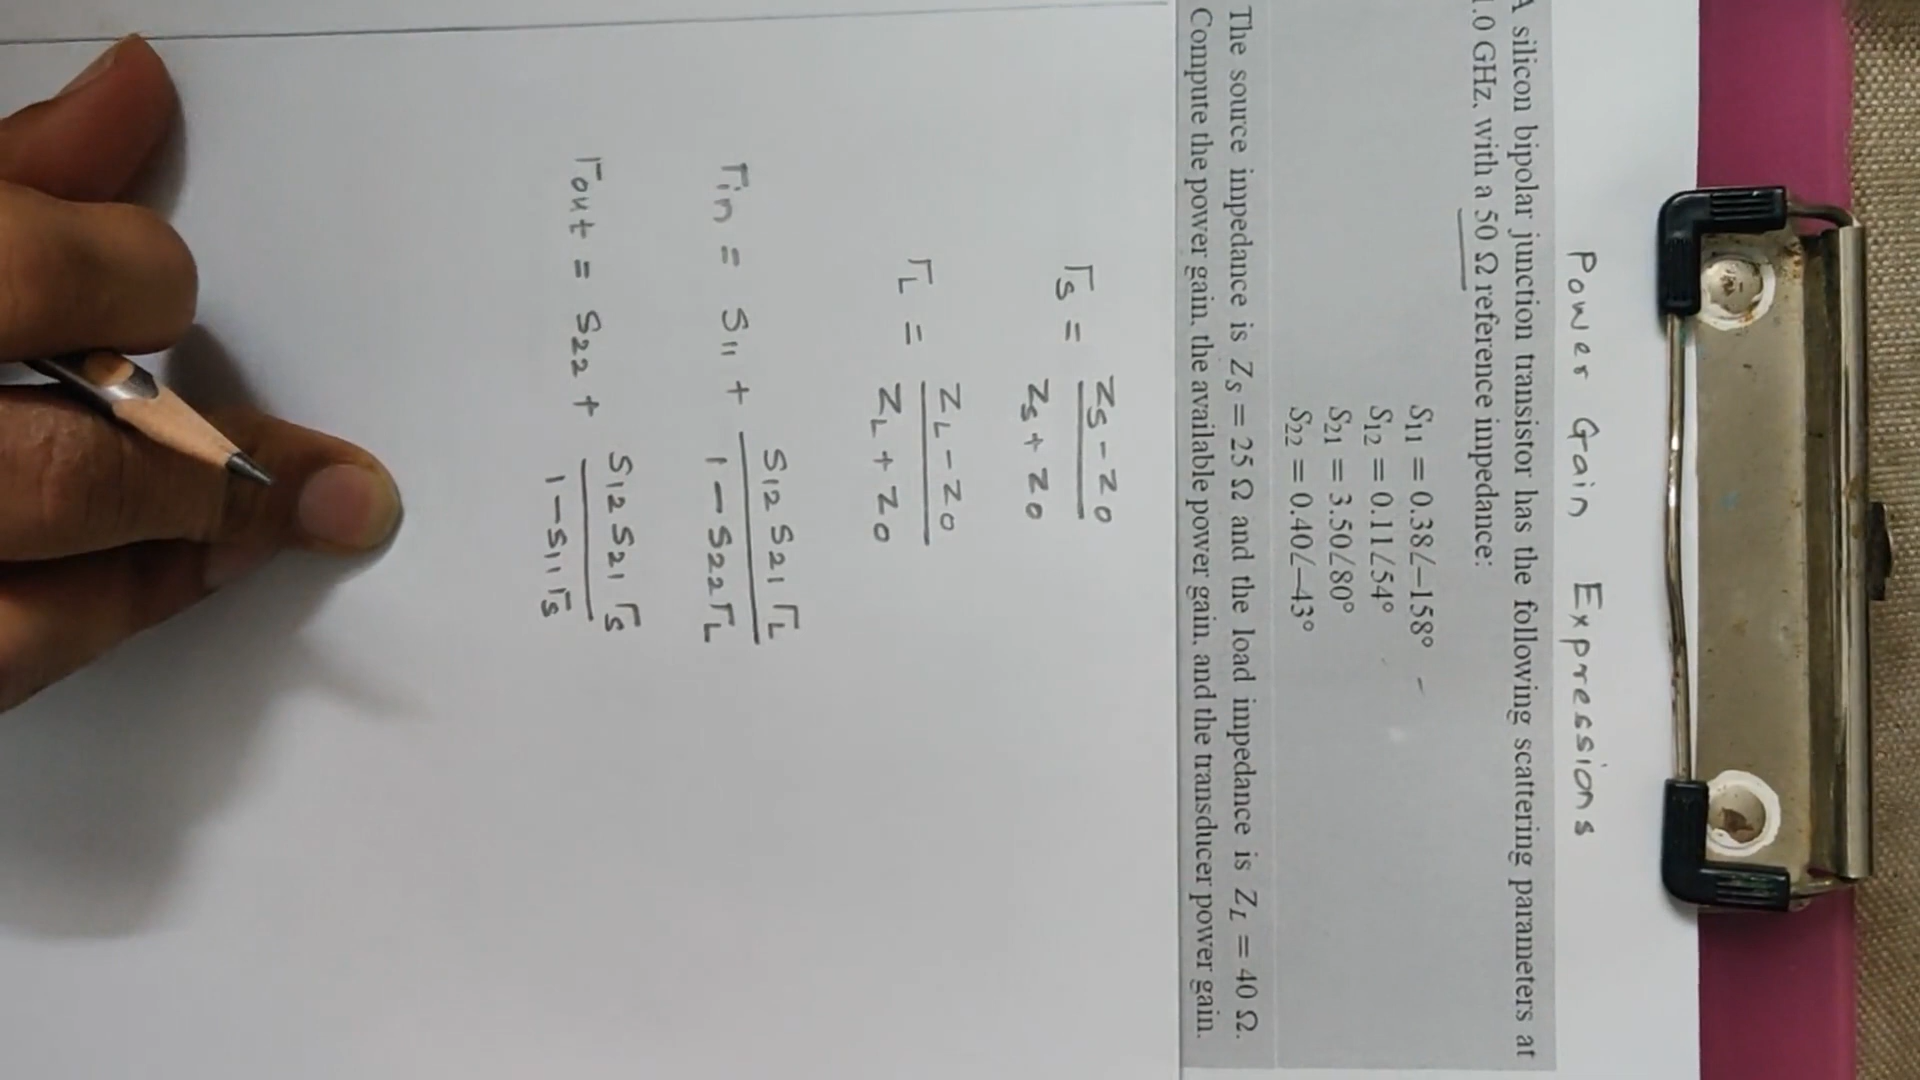 Power Gain Expressions
A silicon bipolar junction transistor has the following scattering parameters at
1.0 GHz, with a 50 Ω reference impedance:
S11 = 0.38∠−158°
S12 = 0.11∠54°
S21 = 3.50∠80°
S22 = 0.40∠−43°
The source impedance is ZS = 25 Ω and the load impedance is ZL = 40 Ω.
Compute the power gain, the available power gain, and the transducer power gain.
ΓS = ZS − Z0 / ZS + Z0
ΓL = ZL − Z0 / ZL + Z0
Γin = S11 + S12 S21 ΓL / 1 − S22 ΓL
Γout = S22 + S12 S21 ΓS / 1 − S11 ΓS